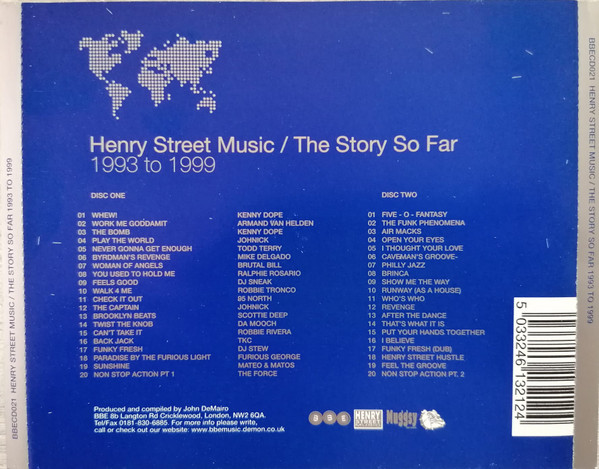 Henry Street Music / The Story So Far
1993 to 1999
DISC ONE
01 WHEW! KENNY DOPE
02 WORK ME GODDAMIT ARMAND VAN HELDEN
03 THE BOMB KENNY DOPE
04 PLAY THE WORLD JOHNICK
05 NEVER GONNA GET ENOUGH TODD TERRY
06 BYRDMAN'S REVENGE MIKE DELGADO
07 WOMAN OF ANGELS BRUTAL BILL
08 YOU USED TO HOLD ME RALPHIE ROSARIO
09 FEELS GOOD DJ SNEAK
10 WALK 4 ME ROBBIE TRONCO
11 CHECK IT OUT 95 NORTH
12 THE CAPTAIN JOHNICK
13 BROOKLYN BEATS SCOTTIE DEEP
14 TWIST THE KNOB DA MOOCH
15 CAN'T TAKE IT ROBBIE RIVERA
16 BACK JACK TKC
17 FUNKY FRESH DJ STEW
18 PARADISE BY THE FURIOUS LIGHT FURIOUS GEORGE
19 SUNSHINE MATEO & MATOS
20 NON STOP ACTION PT 1 THE FORCE
DISC TWO
01 FIVE - O - FANTASY
02 THE FUNK PHENOMENA
03 AIR MACKS
04 OPEN YOUR EYES
05 I THOUGHT YOUR LOVE
06 CAVEMAN'S GROOVE-
07 PHILLY JAZZ
08 BRINCA
09 SHOW ME THE WAY
10 RUNWAY (AS A HOUSE)
11 WHO'S WHO
12 REVENGE
13 AFTER THE DANCE
14 THAT'S WHAT IT IS
15 PUT YOUR HANDS TOGETHER
16 I BELIEVE
17 FUNKY FRESH (DUB)
18 HENRY STREET HUSTLE
19 FEEL THE GROOVE
20 NON STOP ACTION PT. 2
Produced and compiled by John DeMairo
BBE 8b Langton Rd Cricklewood, London, NW2 6QA.
Tel/Fax 0181-830-6885. For more info please write,
call or check out our website: www.bbemusic.demon.co.uk
BBE
HENRY
STREET
Muggsy
5 033246 132124
BBECD021 HENRY STREET MUSIC / THE STORY SO FAR 1993 TO 1999
BBECD021 HENRY STREET MUSIC / THE STORY SO FAR 1993 TO 1999